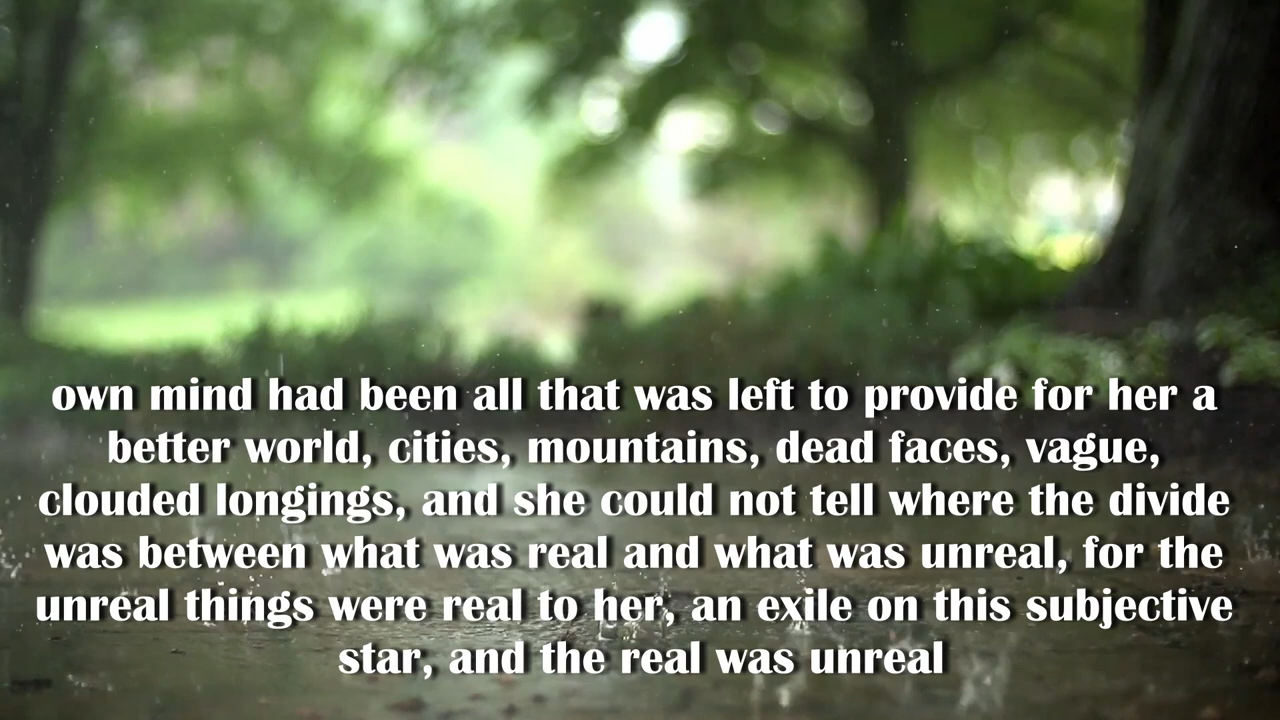 own mind had been all that was left to provide for her a
better world, cities, mountains, dead faces, vague,
clouded longings, and she could not tell where the divide
was between what was real and what was unreal, for the
unreal things were real to her, an exile on this subjective
star, and the real was unreal